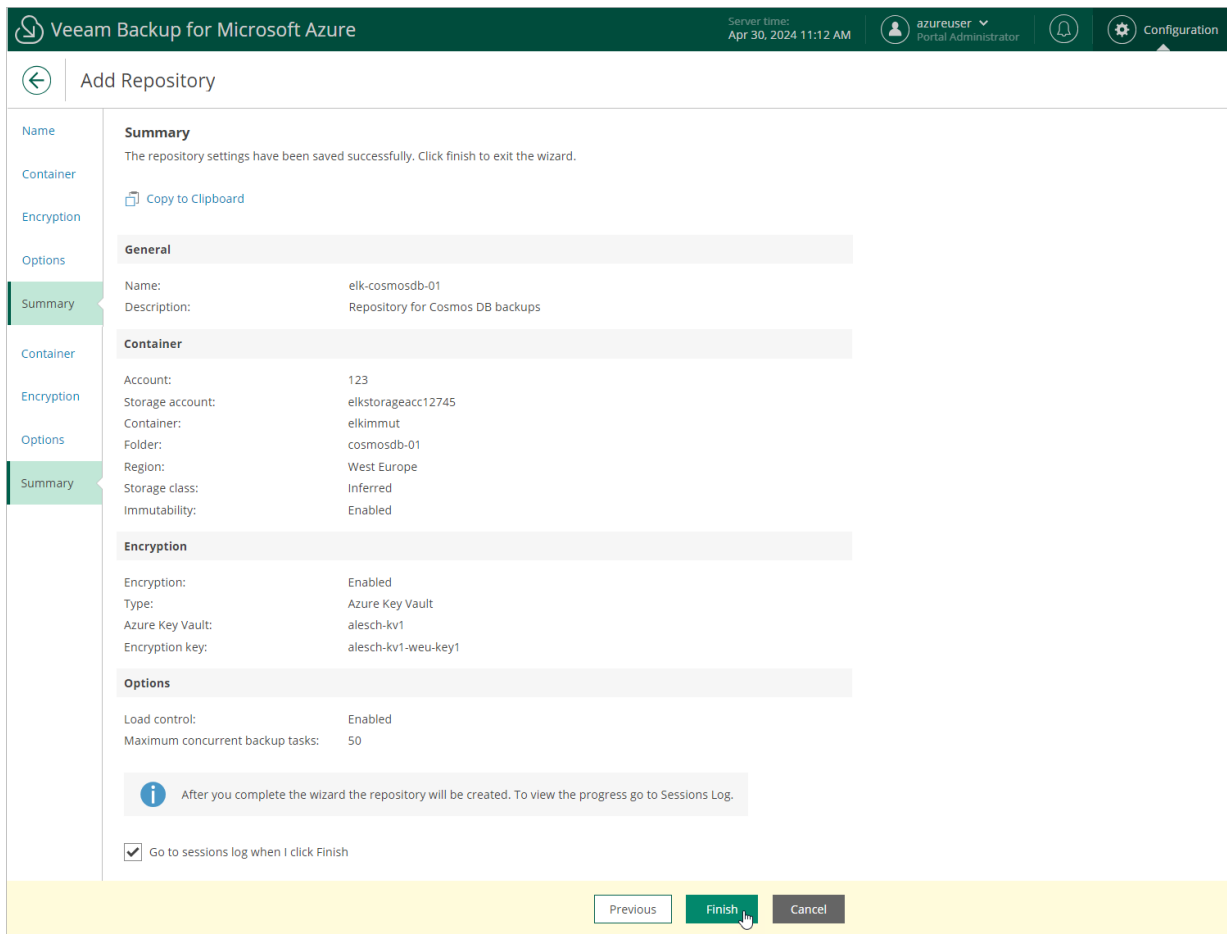 Veeam Backup for Microsoft Azure
Server time:
Apr 30, 2024 11:12 AM
azureuser
Portal Administrator
Configuration
Add Repository
Name
Container
Encryption
Options
Summary
Container
Encryption
Options
Summary
Summary
The repository settings have been saved successfully. Click finish to exit the wizard.
Copy to Clipboard
General
Name: elk-cosmosdb-01
Description: Repository for Cosmos DB backups
Container
Account: 123
Storage account: elkstorageacc12745
Container: elkimmut
Folder: cosmosdb-01
Region: West Europe
Storage class: Inferred
Immutability: Enabled
Encryption
Encryption: Enabled
Type: Azure Key Vault
Azure Key Vault: alesch-kv1
Encryption key: alesch-kv1-weu-key1
Options
Load control: Enabled
Maximum concurrent backup tasks: 50
After you complete the wizard the repository will be created. To view the progress go to Sessions Log.
Go to sessions log when I click Finish
Previous
Finish
Cancel